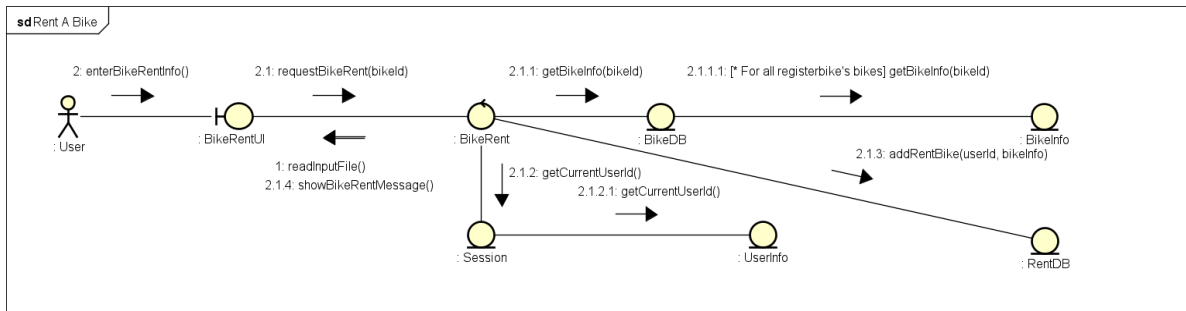 sd Rent A Bike
2: enterBikeRentInfo()
2.1: requestBikeRent(bikeId)
2.1.1: getBikeInfo(bikeId)
2.1.1.1: [* For all registerbike's bikes] getBikeInfo(bikeId)
: User
: BikeRentUI
: BikeRent
: BikeDB
: BikeInfo
1: readInputFile()
2.1.4: showBikeRentMessage()
2.1.2: getCurrentUserId()
2.1.3: addRentBike(userId, bikeInfo)
2.1.2.1: getCurrentUserId()
: Session
: UserInfo
: RentDB